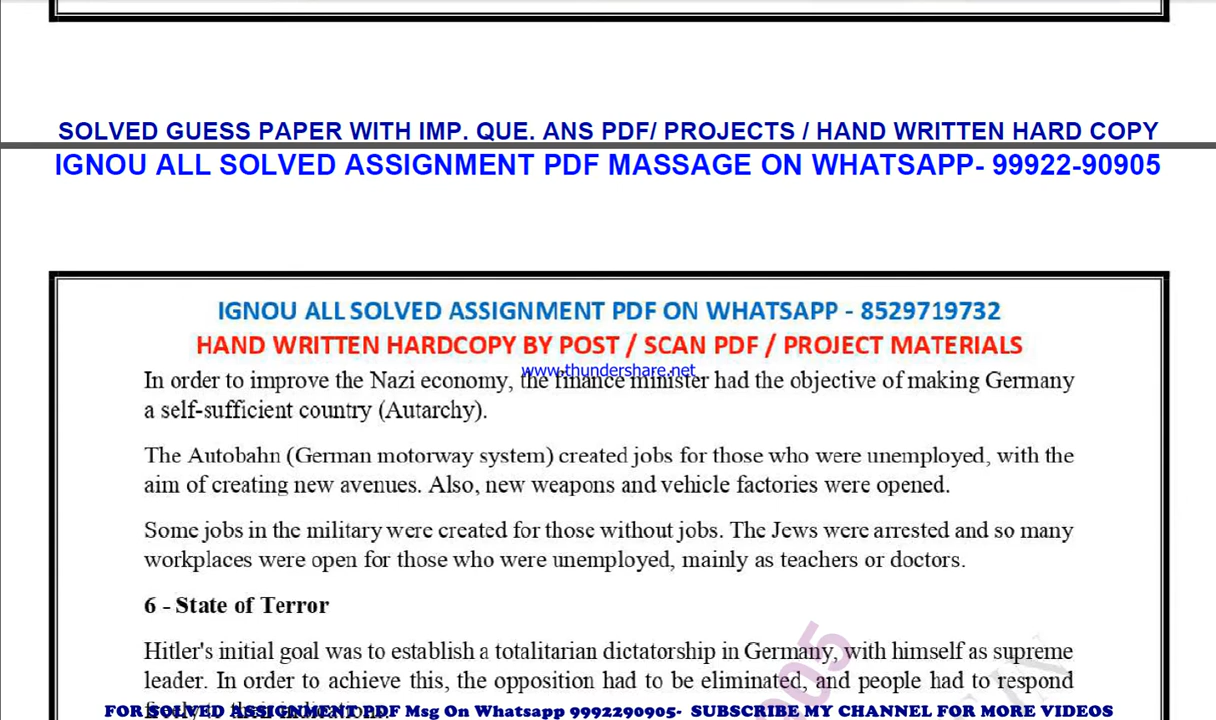 SOLVED GUESS PAPER WITH IMP. QUE. ANS PDF/ PROJECTS / HAND WRITTEN HARD COPY
IGNOU ALL SOLVED ASSIGNMENT PDF MASSAGE ON WHATSAPP- 99922-90905
IGNOU ALL SOLVED ASSIGNMENT PDF ON WHATSAPP - 8529719732
HAND WRITTEN HARDCOPY BY POST / SCAN PDF / PROJECT MATERIALS
www.thundershare.net
In order to improve the Nazi economy, the finance minister had the objective of making Germany
a self-sufficient country (Autarchy).
The Autobahn (German motorway system) created jobs for those who were unemployed, with the
aim of creating new avenues. Also, new weapons and vehicle factories were opened.
Some jobs in the military were created for those without jobs. The Jews were arrested and so many
workplaces were open for those who were unemployed, mainly as teachers or doctors.
6 - State of Terror
Hitler's initial goal was to establish a totalitarian dictatorship in Germany, with himself as supreme
leader. In order to achieve this, the opposition had to be eliminated, and people had to respond
FOR SOLVED ASSIGNMENT PDF Msg On Whatsapp 9992290905- SUBSCRIBE MY CHANNEL FOR MORE VIDEOS